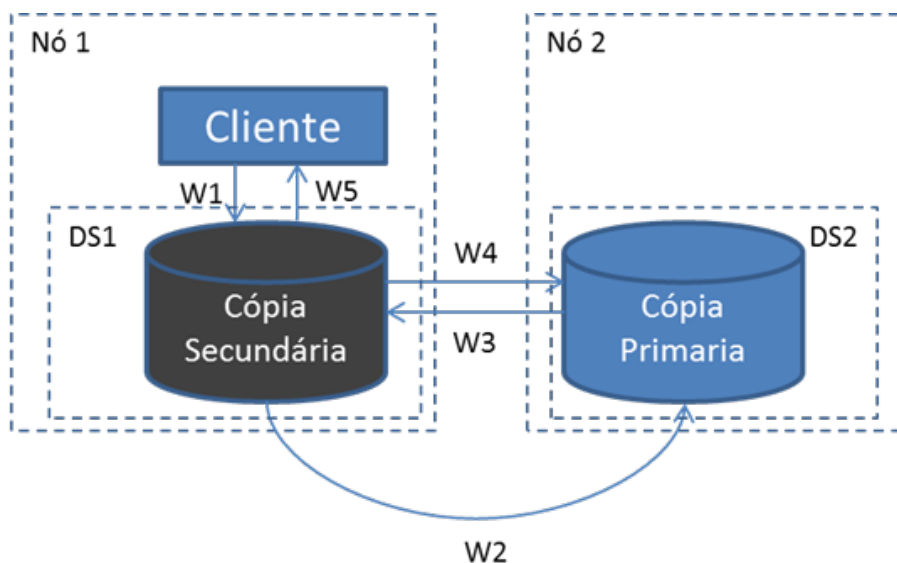 Nó 1
Nó 2
Cliente
W1
W5
DS1
DS2
W4
Cópia
Secundária
Cópia
Primaria
W3
W2